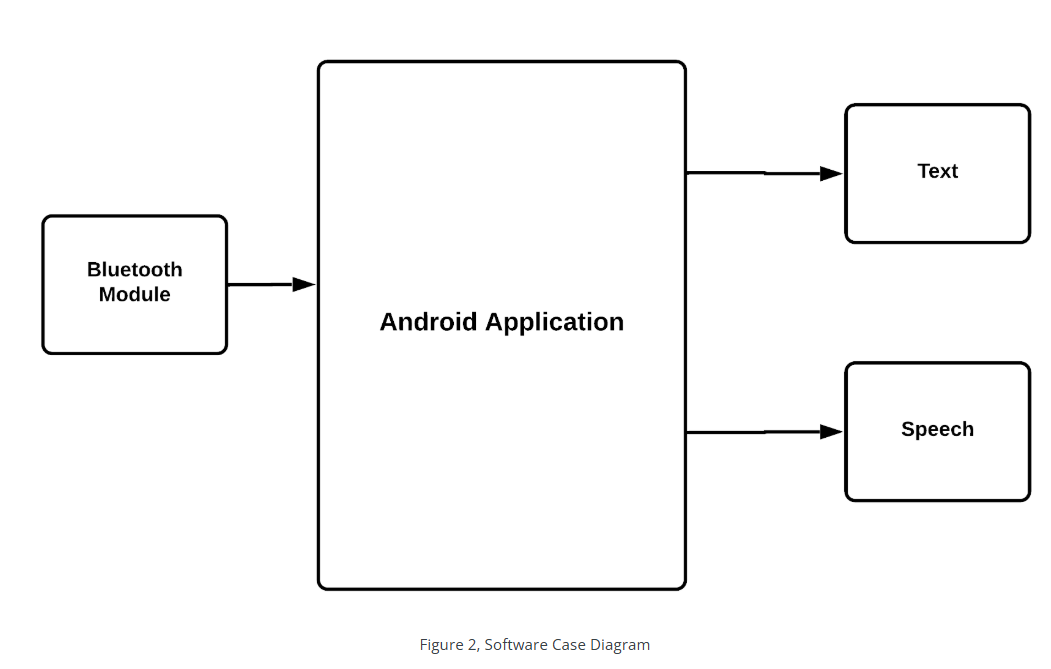 Bluetooth
Module
Android Application
Text
Speech
Figure 2, Software Case Diagram